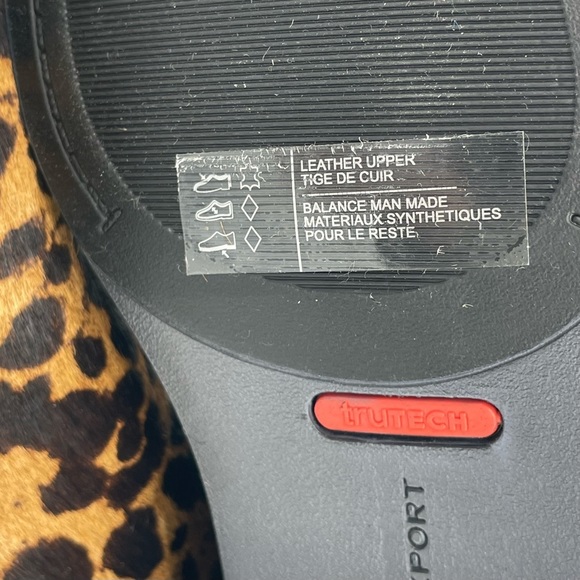 LEATHER UPPER
TIGE DE CUIR
BALANCE MAN MADE
MATERIAUX SYNTHETIQUES
POUR LE RESTE
truTECH
PORT